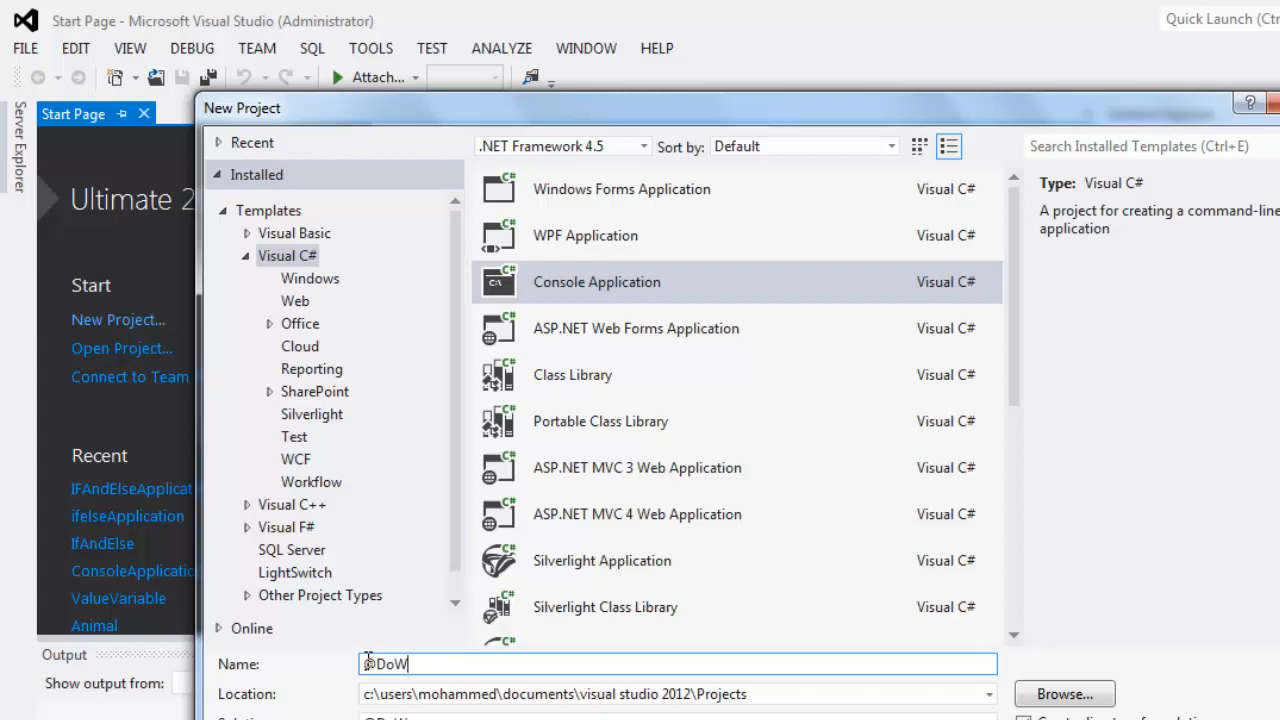 Start Page - Microsoft Visual Studio (Administrator)
Quick Launch (Ctrl
FILE EDIT VIEW DEBUG TEAM SQL TOOLS TEST ANALYZE WINDOW HELP
Attach...
Server Explorer
Start Page
New Project
Ultimate 2
Start
New Project...
Open Project...
Connect to Team
Recent
IFAndElseApplicat
ifelseApplication
IfAndElse
ConsoleApplicatio
ValueVariable
Animal
Output
Show output from:
Recent
Installed
Templates
Visual Basic
Visual C#
Windows
Web
Office
Cloud
Reporting
SharePoint
Silverlight
Test
WCF
Workflow
Visual C++
Visual F#
SQL Server
LightSwitch
Other Project Types
Online
.NET Framework 4.5 Sort by: Default
Windows Forms Application Visual C#
WPF Application Visual C#
Console Application Visual C#
ASP.NET Web Forms Application Visual C#
Class Library Visual C#
Portable Class Library Visual C#
ASP.NET MVC 3 Web Application Visual C#
ASP.NET MVC 4 Web Application Visual C#
Silverlight Application Visual C#
Silverlight Class Library Visual C#
Search Installed Templates (Ctrl+E)
Type: Visual C#
A project for creating a command-line
application
Name: @DoW
Location: c:\users\mohammed\documents\visual studio 2012\Projects
Browse...